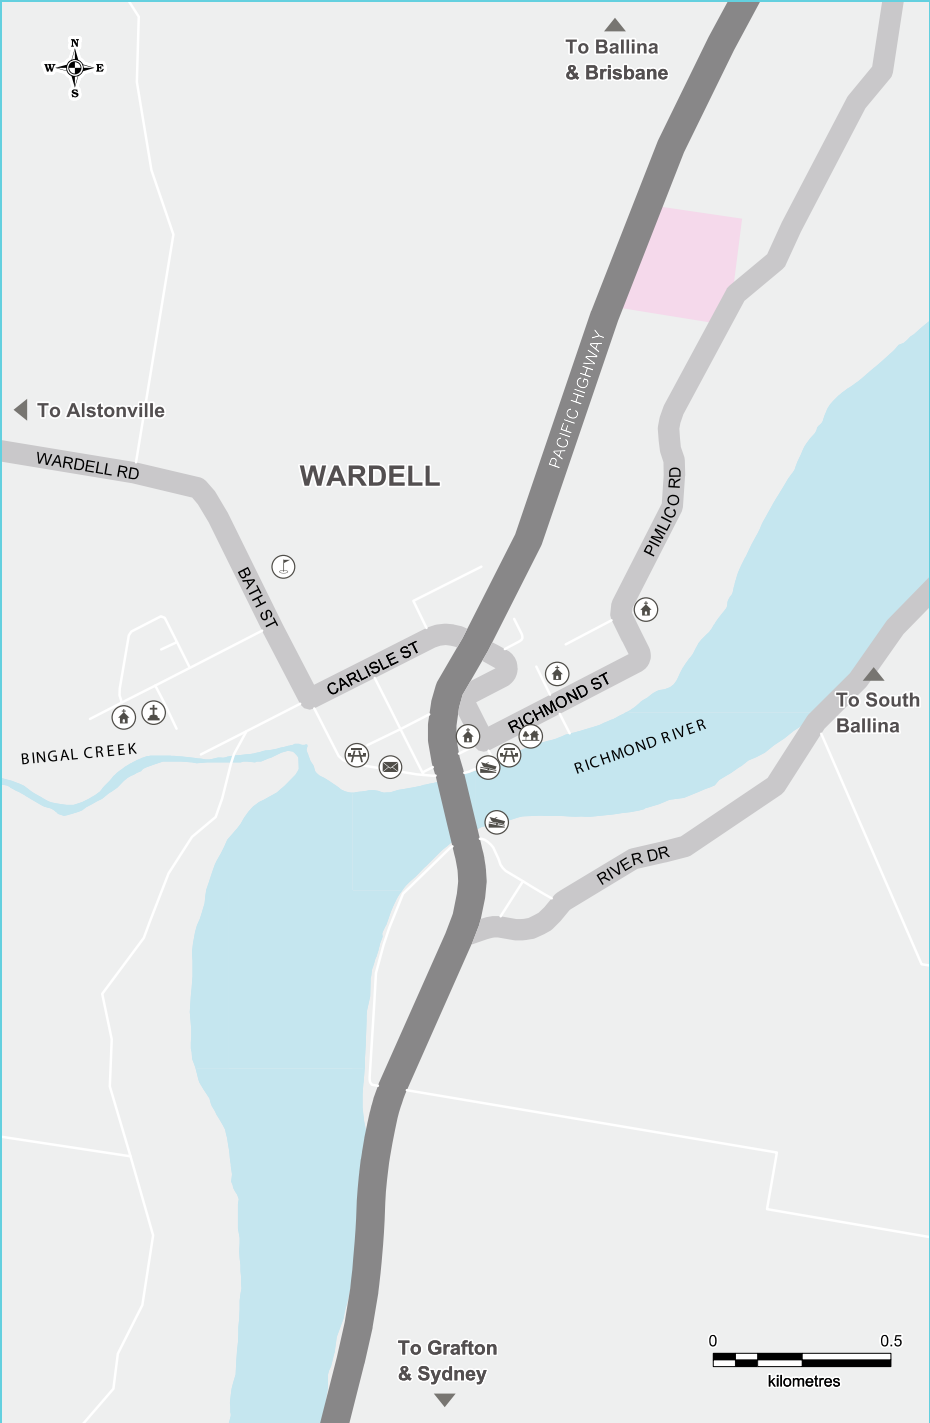 N
W E
S
To Ballina
& Brisbane
PACIFIC HIGHWAY
To Alstonville
WARDELL RD
WARDELL
PIMLICO RD
BATH ST
CARLISLE ST
RICHMOND ST
To South
Ballina
BINGAL CREEK
RICHMOND RIVER
RIVER DR
To Grafton
& Sydney
0 0.5
kilometres